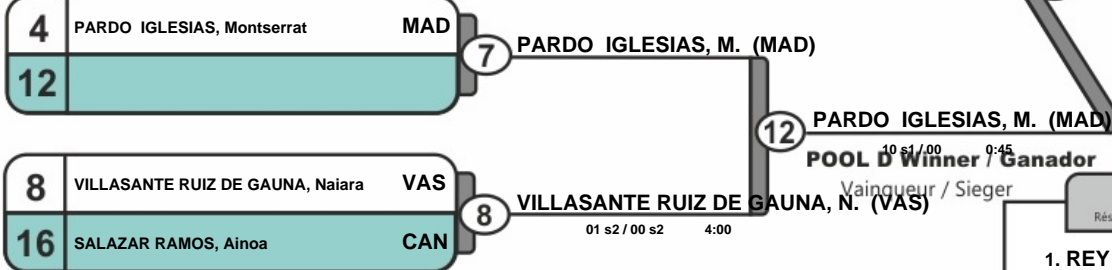 4 PARDO IGLESIAS, Montserrat MAD
12
7 PARDO IGLESIAS, M. (MAD)
12 PARDO IGLESIAS, M. (MAD)
10 s1 / 00 0:45
POOL D Winner / Ganador
Vainqueur / Sieger
8 VILLASANTE RUIZ DE GAUNA, Naiara VAS
16 SALAZAR RAMOS, Ainoa CAN
8 VILLASANTE RUIZ DE GAUNA, N. (VAS)
01 s2 / 00 s2 4:00
Rés
1. REY